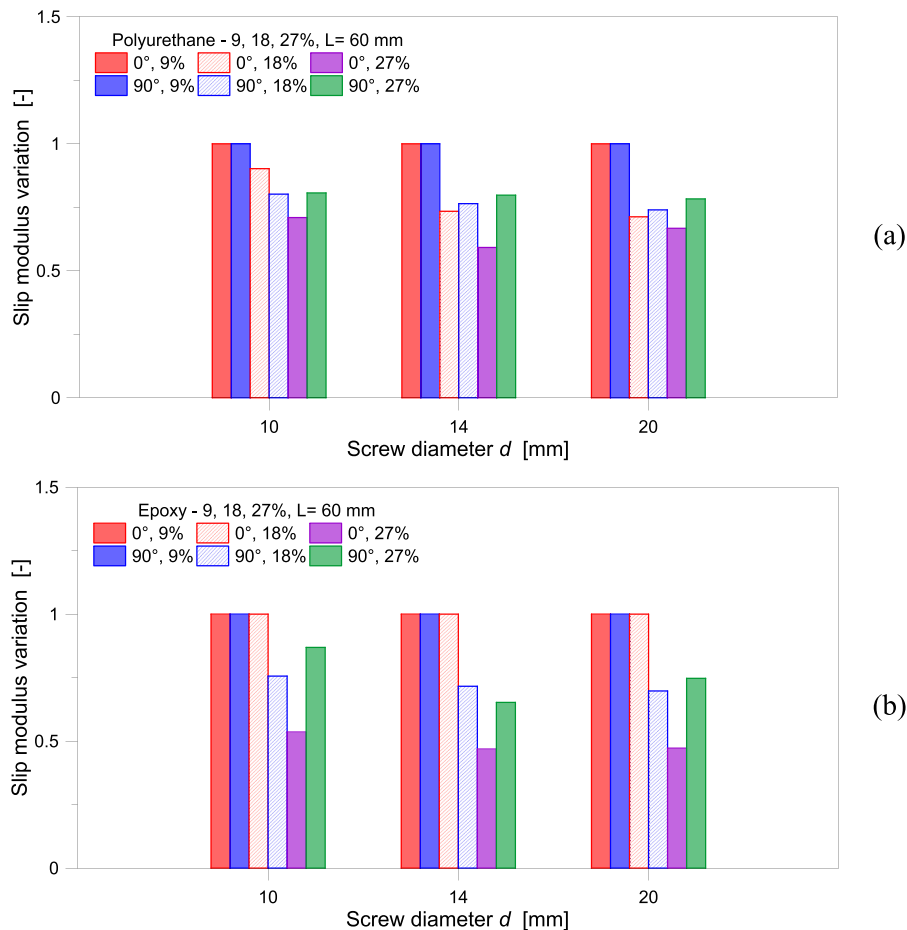 1.5
Polyurethane - 9, 18, 27%, L= 60 mm
0°, 9% 0°, 18% 0°, 27%
90°, 9% 90°, 18% 90°, 27%
1
0.5
0
Slip modulus variation [-]
10 14 20
Screw diameter d [mm]
(a)
1.5
Epoxy - 9, 18, 27%, L= 60 mm
0°, 9% 0°, 18% 0°, 27%
90°, 9% 90°, 18% 90°, 27%
1
0.5
0
Slip modulus variation [-]
10 14 20
Screw diameter d [mm]
(b)